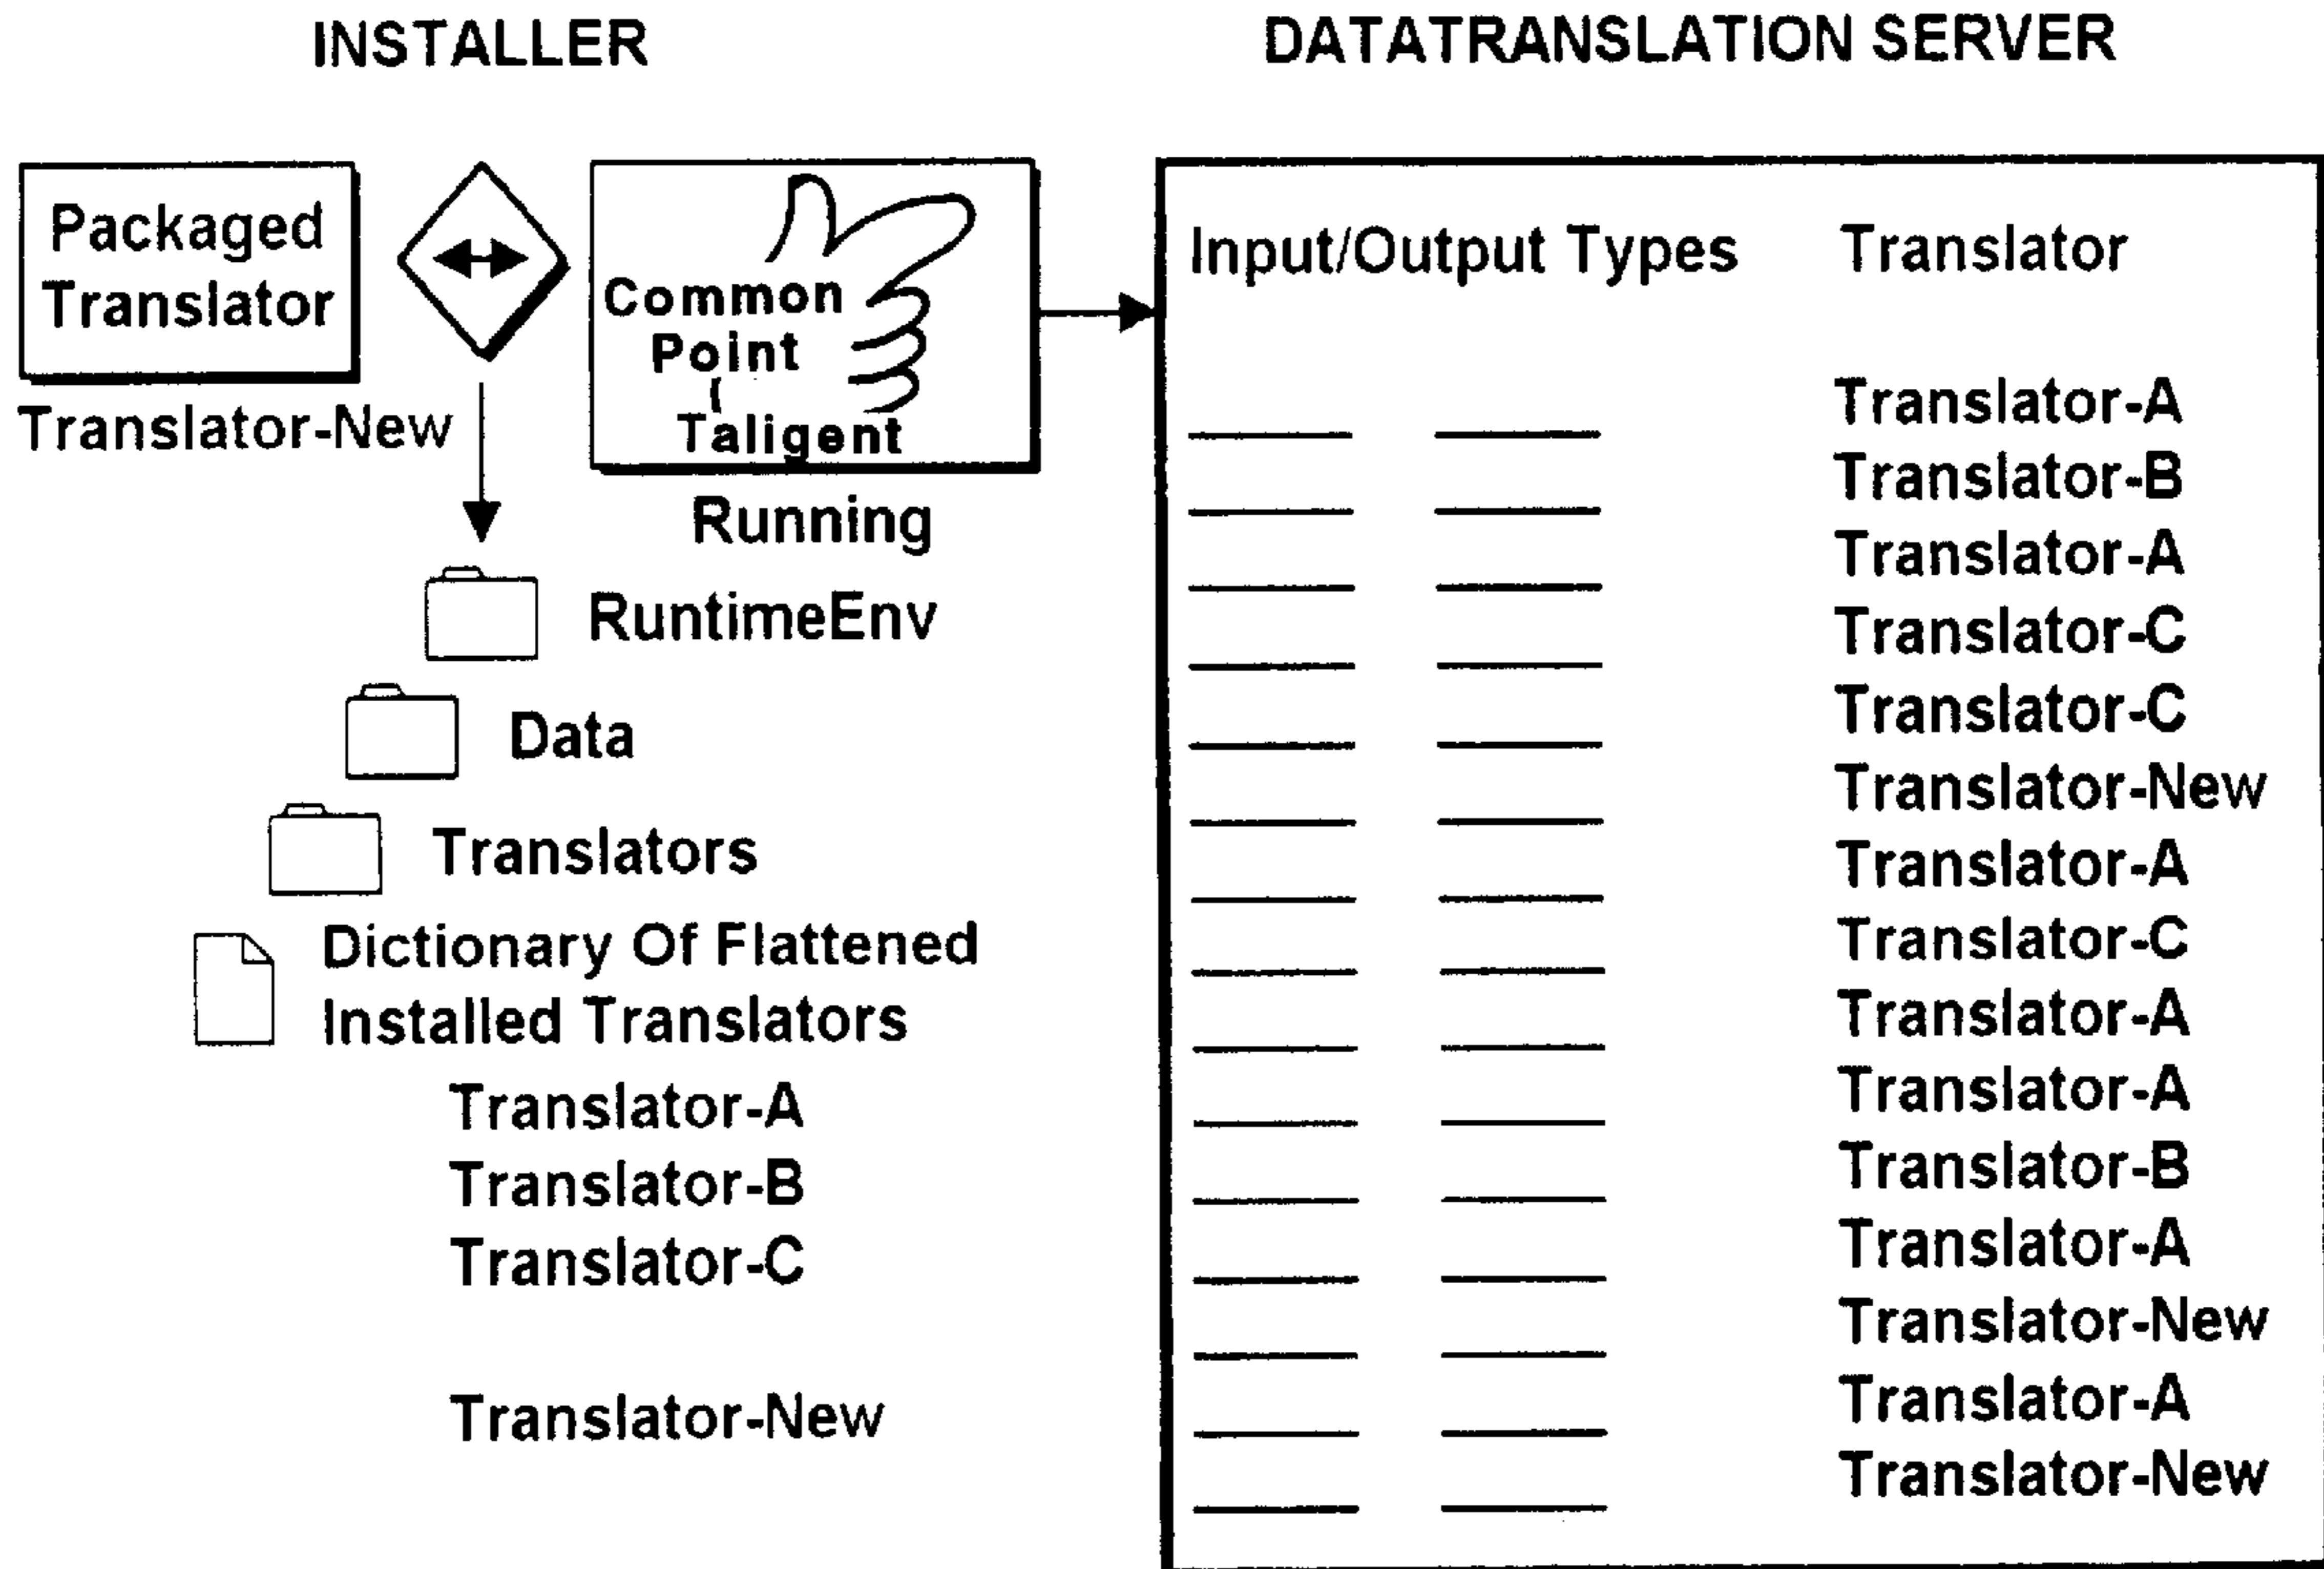 INSTALLER
DATATRANSLATION SERVER
Packaged
Translator
Translator-New
Common
Point
Taligent
Running
RuntimeEnv
Data
Translators
Dictionary Of Flattened
Installed Translators
Translator-A
Translator-B
Translator-C
Translator-New
Input/Output Types Translator
Translator-A
Translator-B
Translator-A
Translator-C
Translator-C
Translator-New
Translator-A
Translator-C
Translator-A
Translator-A
Translator-B
Translator-A
Translator-New
Translator-A
Translator-New